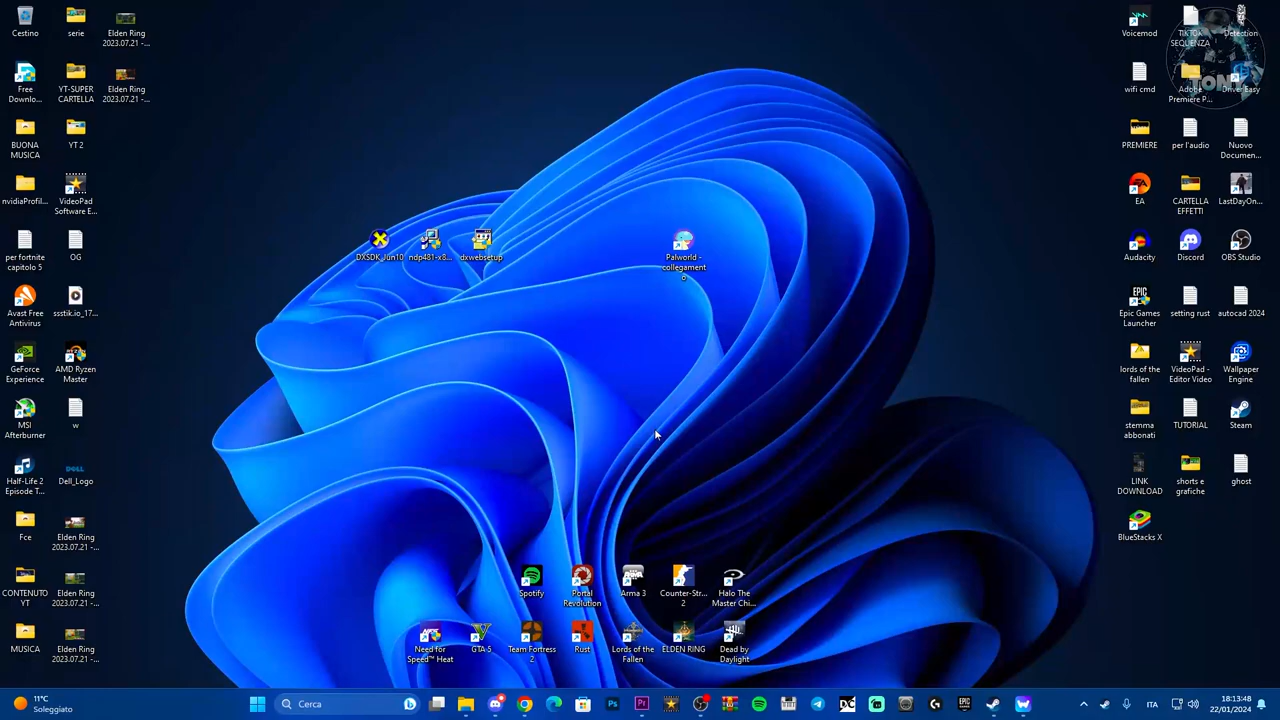 Cestino
serie
Elden Ring
2023.07.21 -...
Free
Downlo...
YT-SUPER
CARTELLA
Elden Ring
2023.07.21 -...
BUONA
MUSICA
YT 2
nvidiaProfil...
VideoPad
Software E...
per fortnite
capitolo 5
OG
Avast Free
Antivirus
ssstik.io_17...
GeForce
Experience
AMD Ryzen
Master
MSI
Afterburner
w
Half-Life 2
Episode T...
Dell_Logo
Fce
Elden Ring
2023.07.21 -...
CONTENUTO
YT
Elden Ring
2023.07.21 -...
MUSICA
Elden Ring
2023.07.21 -...
DXSDK_Jun10
ndp481-x8...
dxwebsetup
Palworld -
collegament
o
Spotify
Portal
Revolution
Arma 3
Counter-Str...
2
Halo The
Master Chi...
Need for
Speed™ Heat
GTA 5
Team Fortress
2
Rust
Lords of the
Fallen
ELDEN RING
Dead by
Daylight
Voicemod
TIKTOK
SEQUENZA
Detection
wifi cmd
Adobe
Premiere P...
Driver Easy
TONY
PREMIERE
per l'audio
Nuovo
Documen...
EA
CARTELLA
EFFETTI
LastDayOn...
Audacity
Discord
OBS Studio
Epic Games
Launcher
setting rust
autocad 2024
lords of the
fallen
VideoPad -
Editor Video
Wallpaper
Engine
stemma
abbonati
TUTORIAL
Steam
LINK
DOWNLOAD
shorts e
grafiche
ghost
BlueStacks X
11°C
Soleggiato
Cerca
ITA
18:13:48
22/01/2024